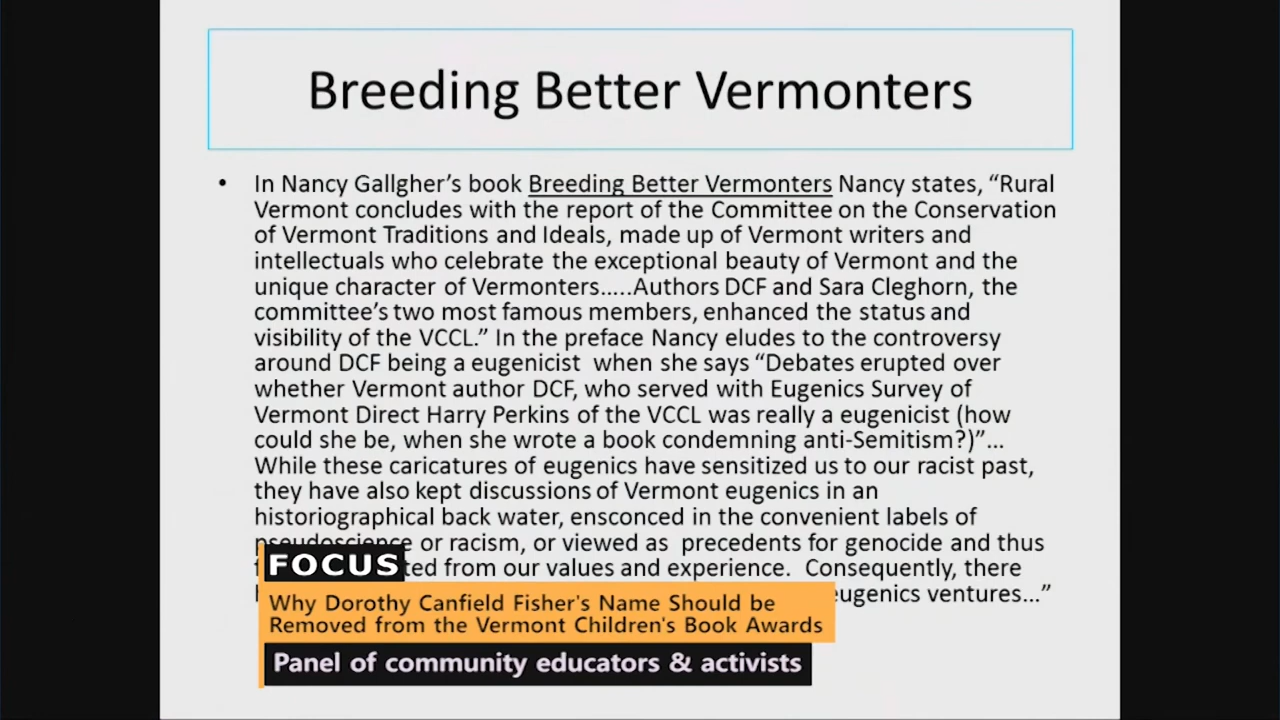 Breeding Better Vermonters
• In Nancy Gallgher's book Breeding Better Vermonters Nancy states, “Rural
Vermont concludes with the report of the Committee on the Conservation
of Vermont Traditions and Ideals, made up of Vermont writers and
intellectuals who celebrate the exceptional beauty of Vermont and the
unique character of Vermonters…..Authors DCF and Sara Cleghorn, the
committee's two most famous members, enhanced the status and
visibility of the VCCL.” In the preface Nancy eludes to the controversy
around DCF being a eugenicist when she says “Debates erupted over
whether Vermont author DCF, who served with Eugenics Survey of
Vermont Direct Harry Perkins of the VCCL was really a eugenicist (how
could she be, when she wrote a book condemning anti-Semitism?)”…
While these caricatures of eugenics have sensitized us to our racist past,
they have also kept discussions of Vermont eugenics in an
historiographical back water, ensconced in the convenient labels of
pseudoscience or racism, or viewed as precedents for genocide and thus
from our values and experience. Consequently, there
eugenics ventures…”
FOCUS
Why Dorothy Canfield Fisher's Name Should be
Removed from the Vermont Children's Book Awards
Panel of community educators & activists